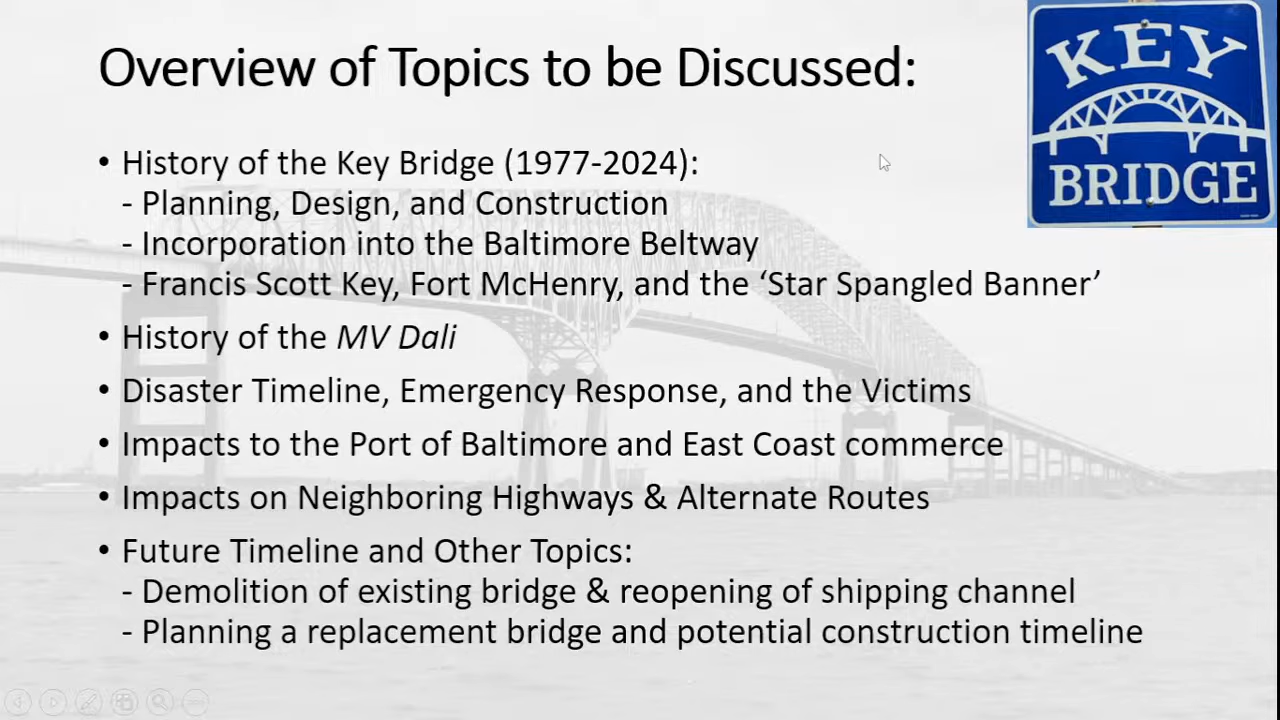 Overview of Topics to be Discussed:
KEY
BRIDGE
• History of the Key Bridge (1977-2024):
- Planning, Design, and Construction
- Incorporation into the Baltimore Beltway
- Francis Scott Key, Fort McHenry, and the ‘Star Spangled Banner’
• History of the MV Dali
• Disaster Timeline, Emergency Response, and the Victims
• Impacts to the Port of Baltimore and East Coast commerce
• Impacts on Neighboring Highways & Alternate Routes
• Future Timeline and Other Topics:
- Demolition of existing bridge & reopening of shipping channel
- Planning a replacement bridge and potential construction timeline